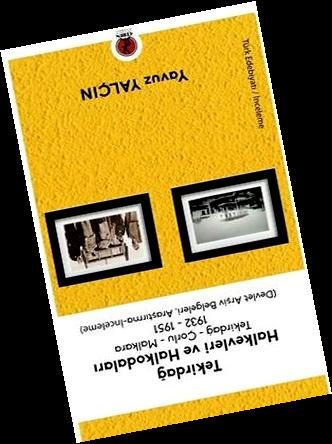 Tekirdağ
Halkevleri ve Halkodaları
Tekirdağ - Çorlu - Malkara
1932 - 1951
(Devlet Arşiv Belgeleri, Araştırma-İnceleme)
Yavuz YALÇIN
Türk Edebiyatı / İnceleme